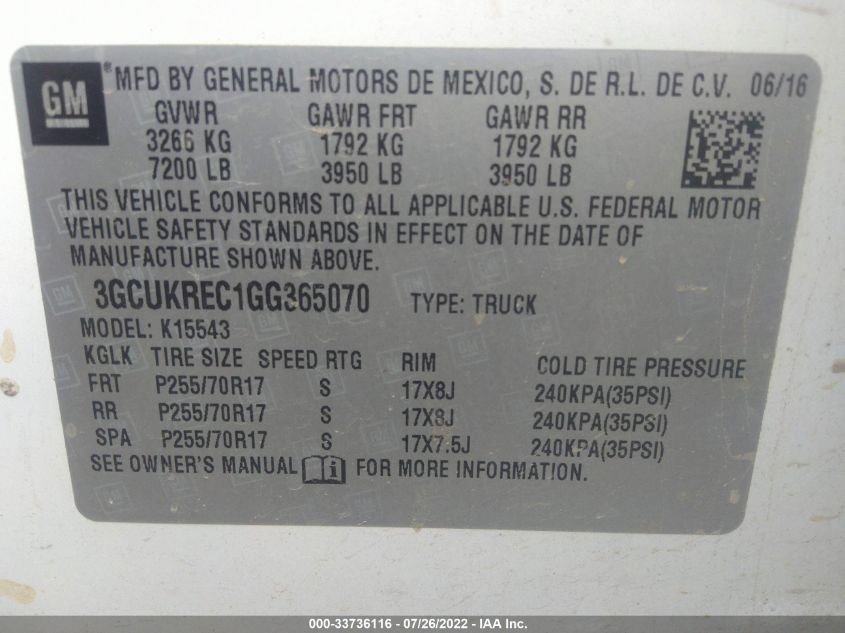 GM ® MFD BY GENERAL MOTORS DE MEXICO, S. DE R.L. DE C.V. 06/16
GVWR GAWR FRT GAWR RR
3266 KG 1792 KG 1792 KG
7200 LB 3950 LB 3950 LB
THIS VEHICLE CONFORMS TO ALL APPLICABLE U.S. FEDERAL MOTOR
VEHICLE SAFETY STANDARDS IN EFFECT ON THE DATE OF
MANUFACTURE SHOWN ABOVE.
3GCUKREC1GG365070 TYPE: TRUCK
MODEL: K15543
KGLK TIRE SIZE SPEED RTG RIM COLD TIRE PRESSURE
FRT P255/70R17 S 17X8J 240KPA(35PSI)
RR P255/70R17 S 17X8J 240KPA(35PSI)
SPA P255/70R17 S 17X7.5J 240KPA(35PSI)
SEE OWNER'S MANUAL i FOR MORE INFORMATION.
000-33736116 - 07/26/2022 - IAA Inc.